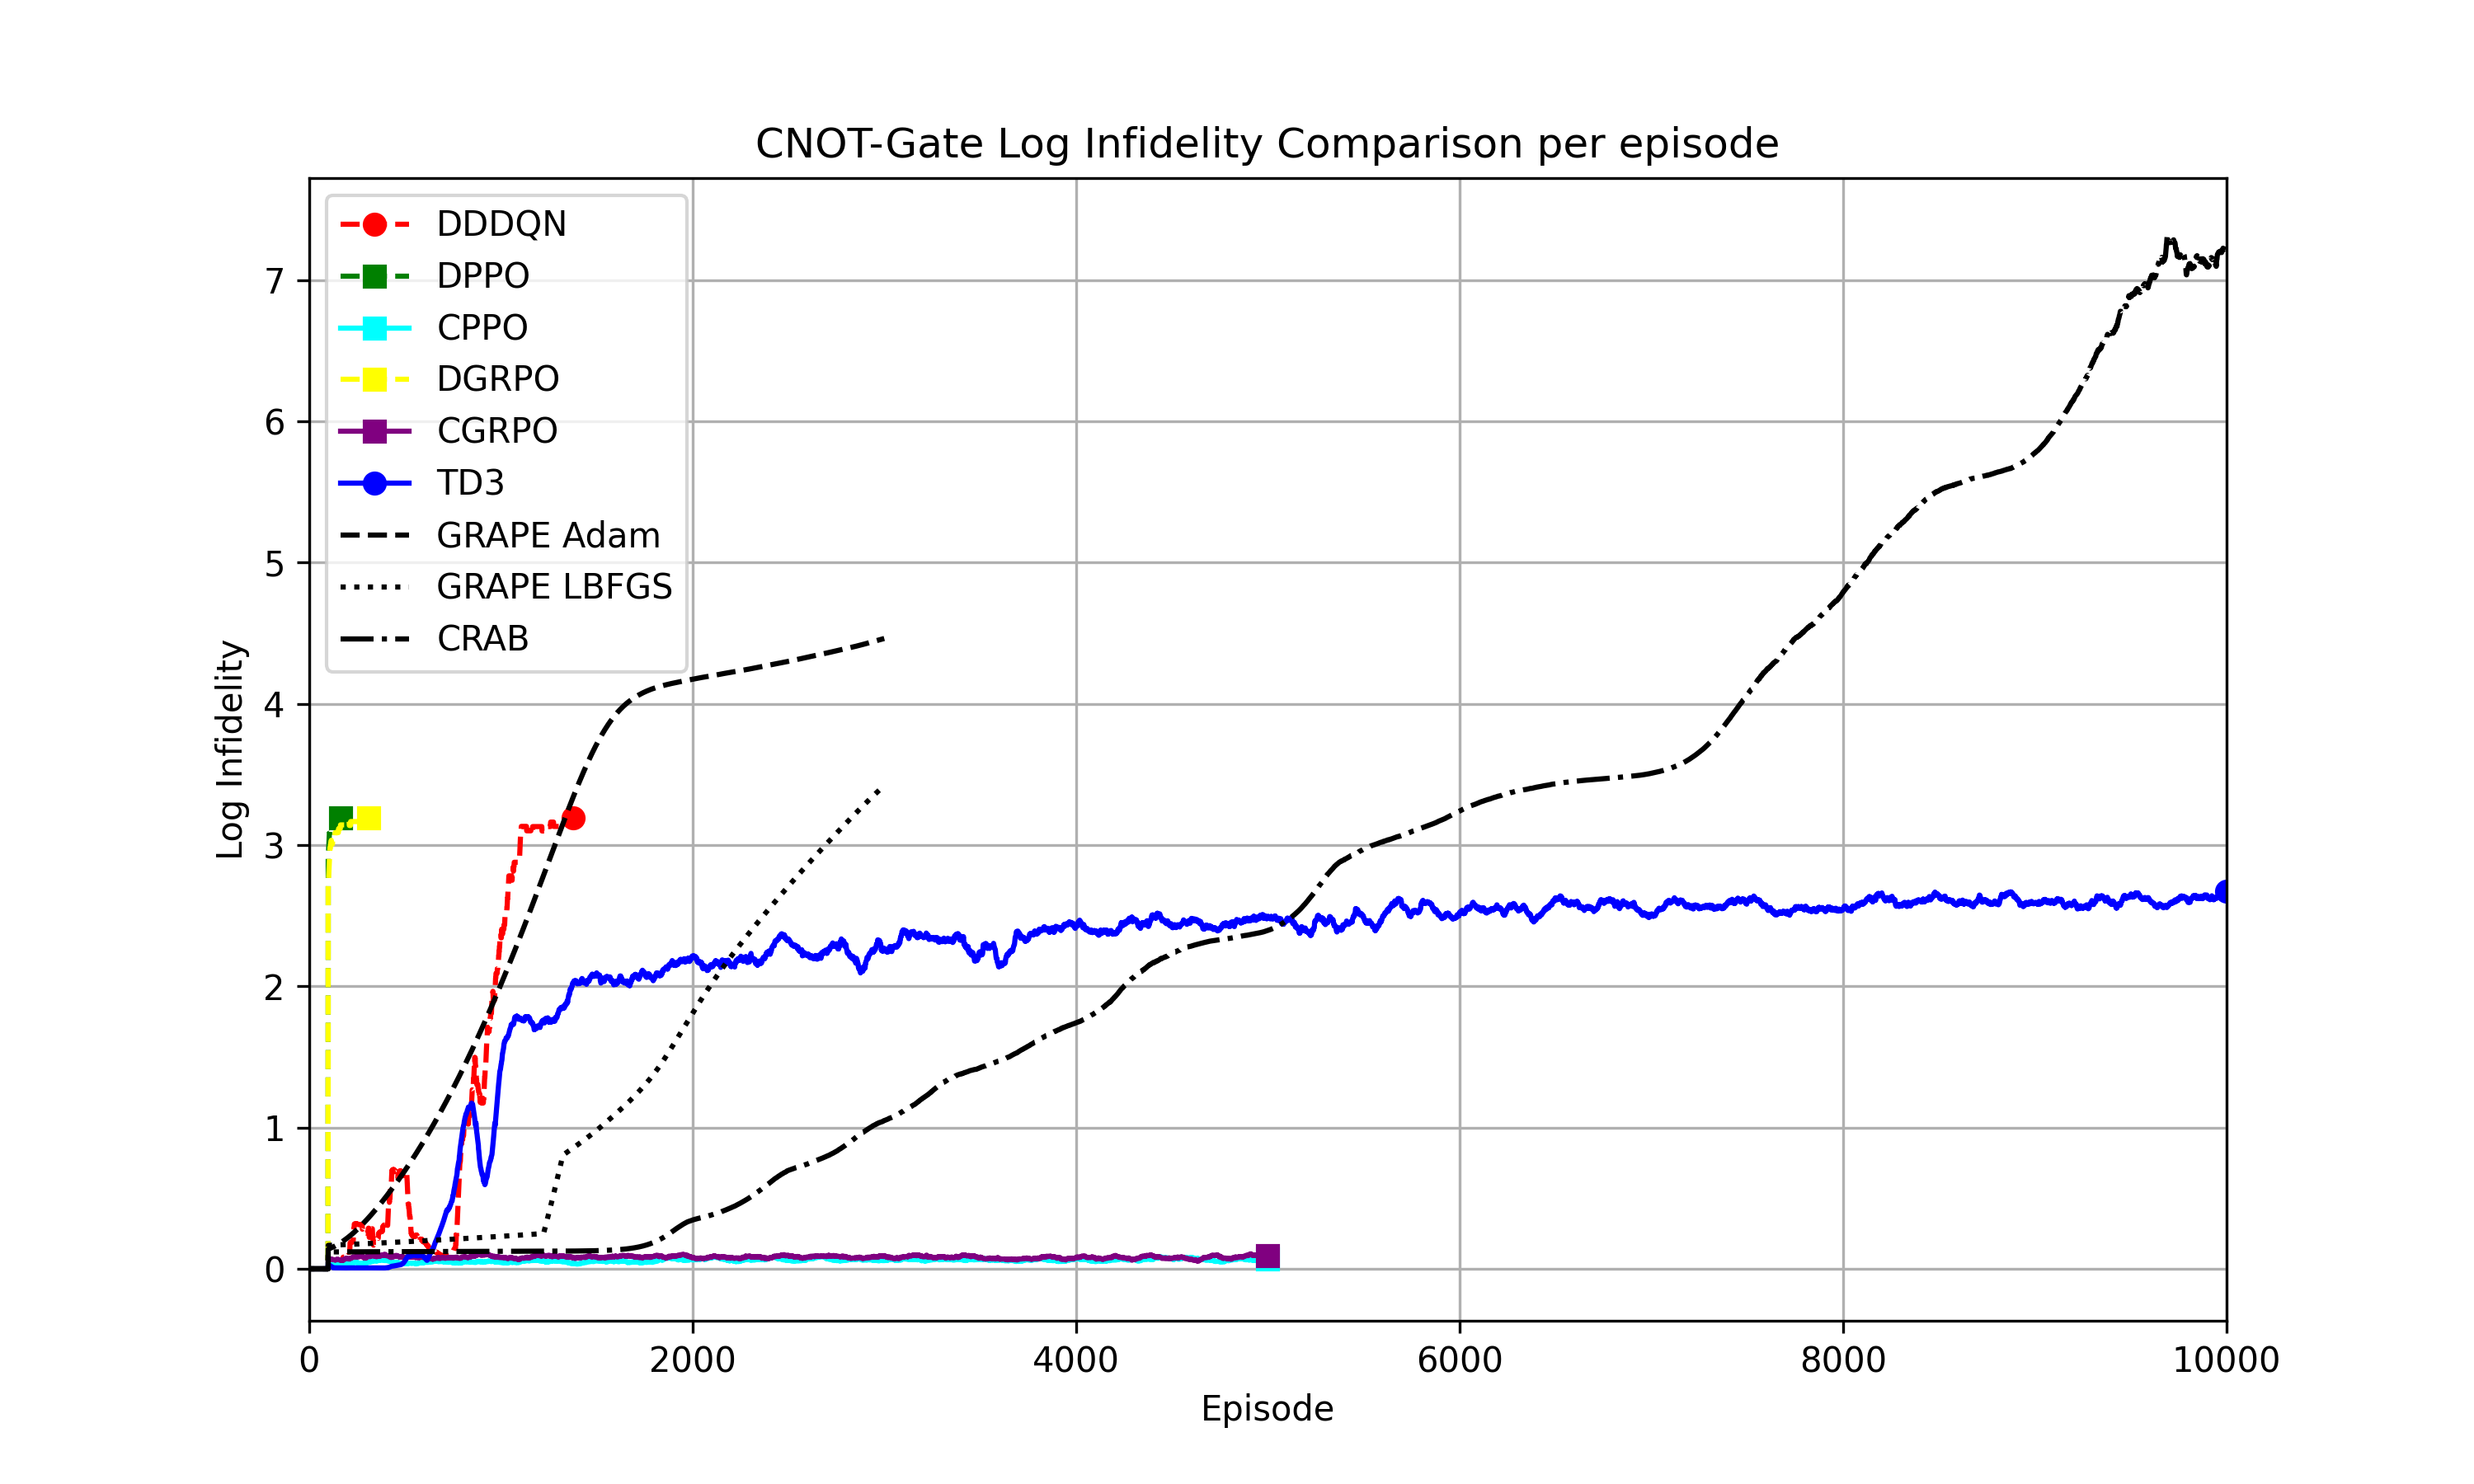 CNOT-Gate Log Infidelity Comparison per episode
DDDQN
DPPO
CPPO
DGRPO
CGRPO
TD3
GRAPE Adam
GRAPE LBFGS
CRAB
Log Infidelity
7
6
5
4
3
2
1
0
0 2000 4000 6000 8000 10000
Episode